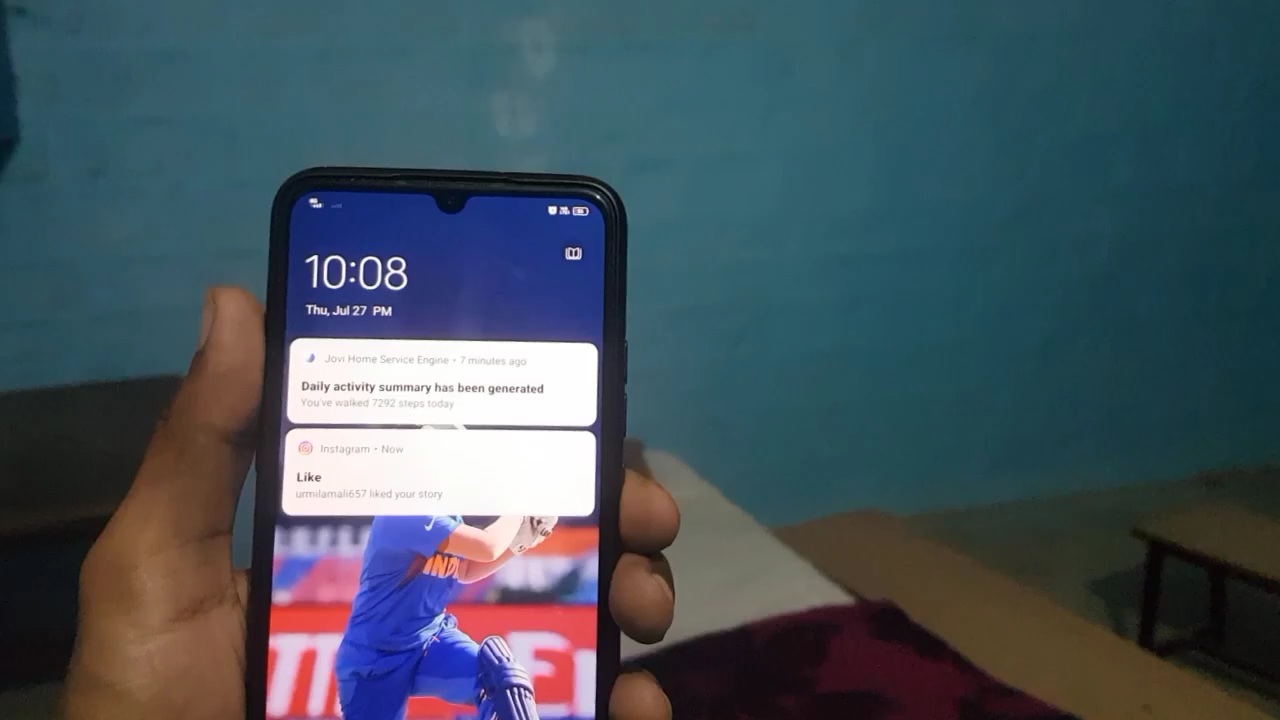 10:08
Thu, Jul 27 PM
Jovi Home Service Engine • 7 minutes ago
Daily activity summary has been generated
You've walked 7292 steps today
Instagram • Now
Like
urmilamali657 liked your story